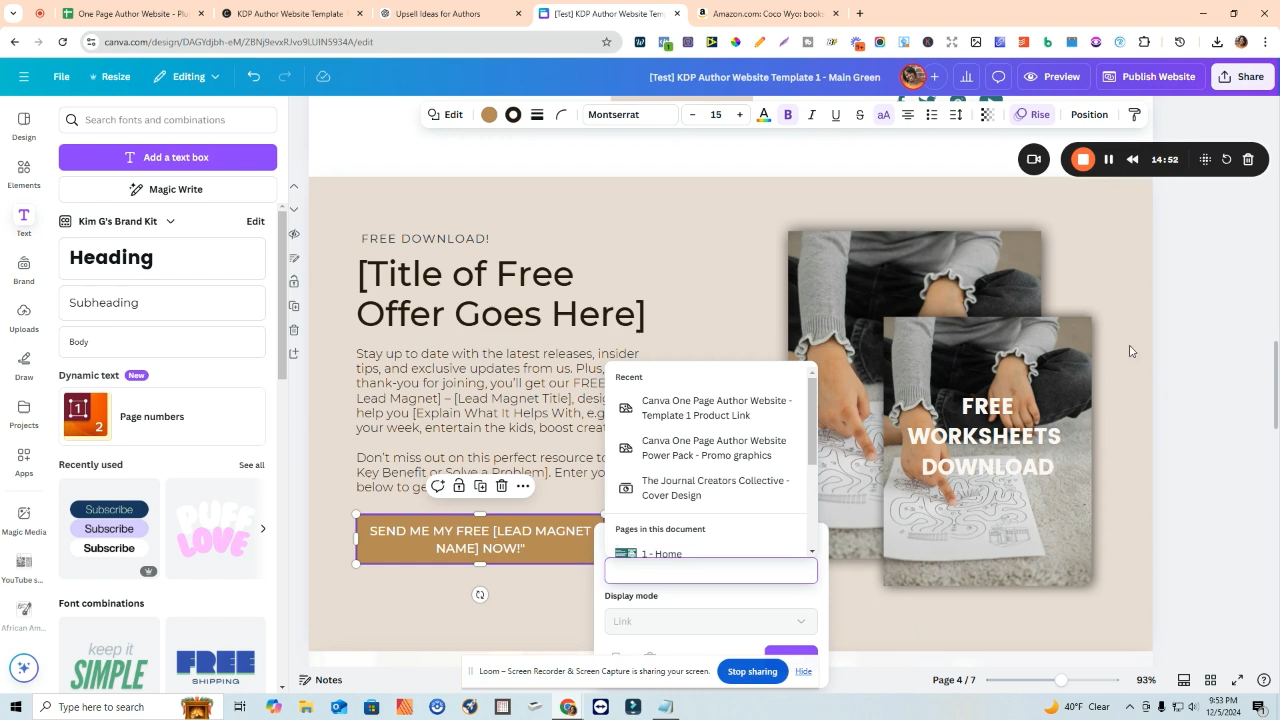 One Page Website - Plu
KDP Author Website Template
Upsell Ideas for Authors
[Test] KDP Author Website Tem
Amazon.com: Coco Wyo: book
canva.com/design/DAGYdjbh-eM/ZBNj9evxRJvo9LUIN5934A/edit
File
Resize
Editing
[Test] KDP Author Website Template 1 - Main Green
Preview
Publish Website
Share
Design
Elements
Text
Brand
Uploads
Draw
Projects
Apps
Magic Media
YouTube s...
African Am...
Search fonts and combinations
Add a text box
Magic Write
Kim G's Brand Kit
Edit
Heading
Subheading
Body
Dynamic text New
1
2
Page numbers
Recently used
See all
Subscribe
Subscribe
Subscribe
PUFF
LOVE
Font combinations
keep it
SIMPLE
FREE
SHIPPING
Edit
Montserrat
15
B
I
U
S
aA
Rise
Position
14:52
FREE DOWNLOAD!
[Title of Free
Offer Goes Here]
Stay up to date with the latest releases, insider
tips, and exclusive updates from us. Plus,
thank-you for joining, you'll get our FREE
Lead Magnet] – [Lead Magnet Title], desi
help you [Explain What It Helps With, e.g
your week, entertain the kids, boost creat
Don't miss out on this perfect resource to
Key Benefit or Solve a Problem]. Enter yo
below to ge
SEND ME MY FREE [LEAD MAGNET
NAME] NOW!"
Recent
Canva One Page Author Website -
Template 1 Product Link
Canva One Page Author Website
Power Pack - Promo graphics
The Journal Creators Collective -
Cover Design
Pages in this document
1 - Home
Display mode
Link
FREE
WORKSHEETS
DOWNLOAD
Loom – Screen Recorder & Screen Capture is sharing your screen.
Stop sharing
Hide
Notes
Page 4 / 7
93%
Type here to search
40°F Clear
9:53 PM
12/5/2024